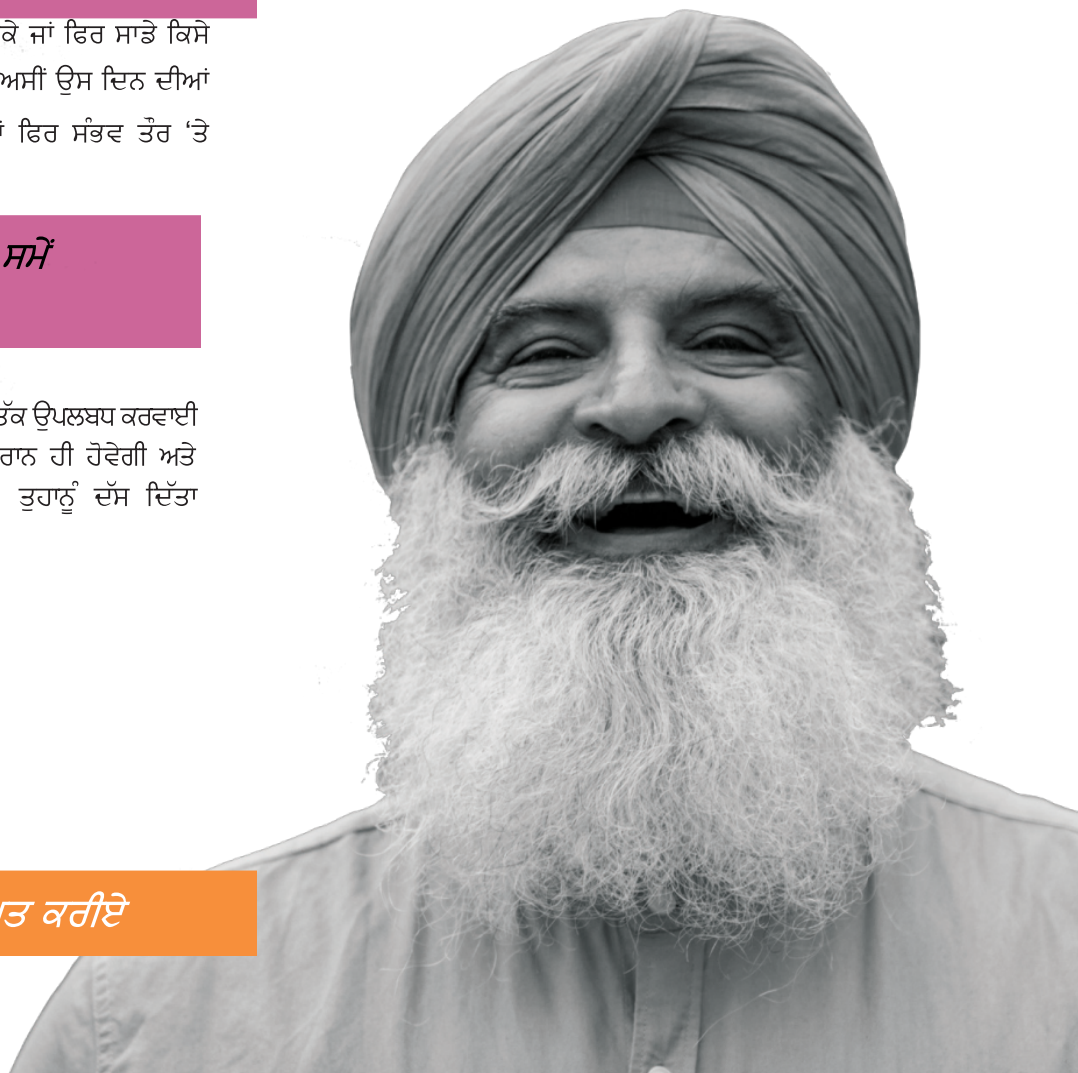 ਕੇ ਜਾਂ ਫਿਰ ਸਾਡੇ ਕਿਸੇ
ਅਸੀਂ ਉਸ ਦਿਨ ਦੀਆਂ
ਫਿਰ ਸੰਭਵ ਤੌਰ ‘ਤੇ
ਸਮੇਂ
ਉਪਲਬਧ ਕਰਵਾਈ
ਹੀ ਹੋਵੇਗੀ ਅਤੇ
ਤੁਹਾਨੂੰ ਦੱਸ ਦਿੱਤਾ
ਕਰੀਏ